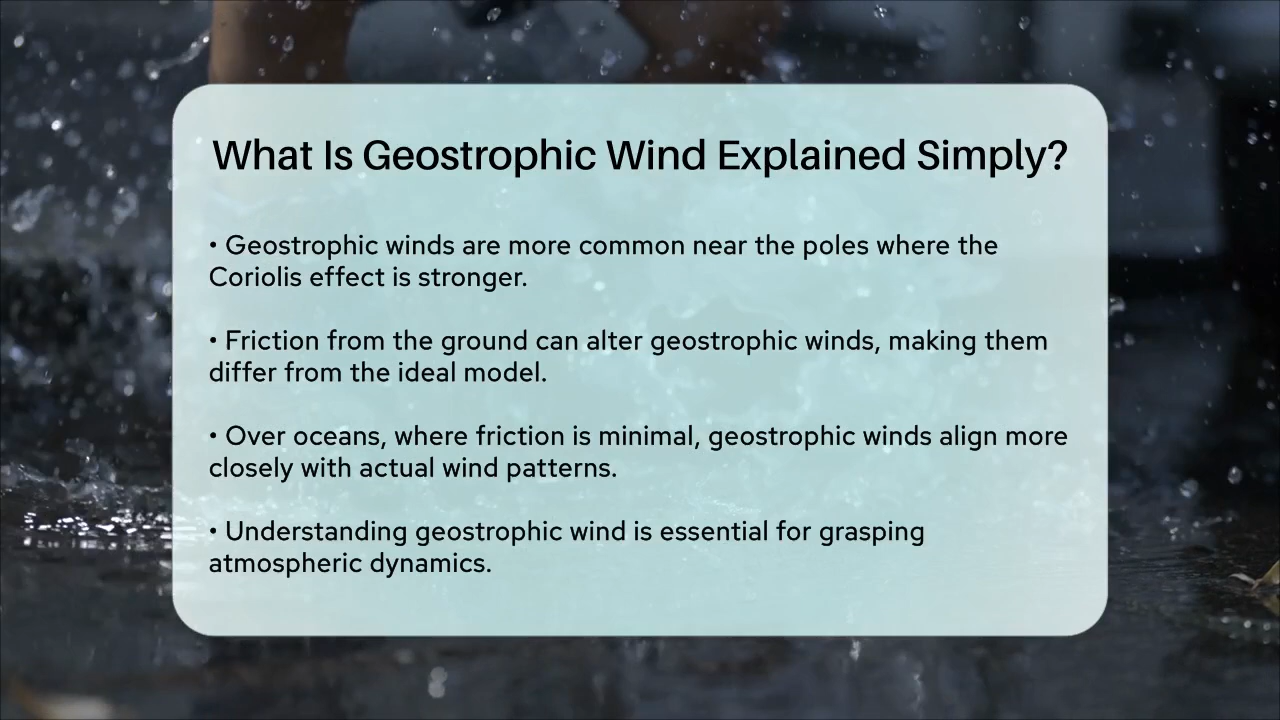 What Is Geostrophic Wind Explained Simply?
• Geostrophic winds are more common near the poles where the
Coriolis effect is stronger.
• Friction from the ground can alter geostrophic winds, making them
differ from the ideal model.
• Over oceans, where friction is minimal, geostrophic winds align more
closely with actual wind patterns.
• Understanding geostrophic wind is essential for grasping
atmospheric dynamics.